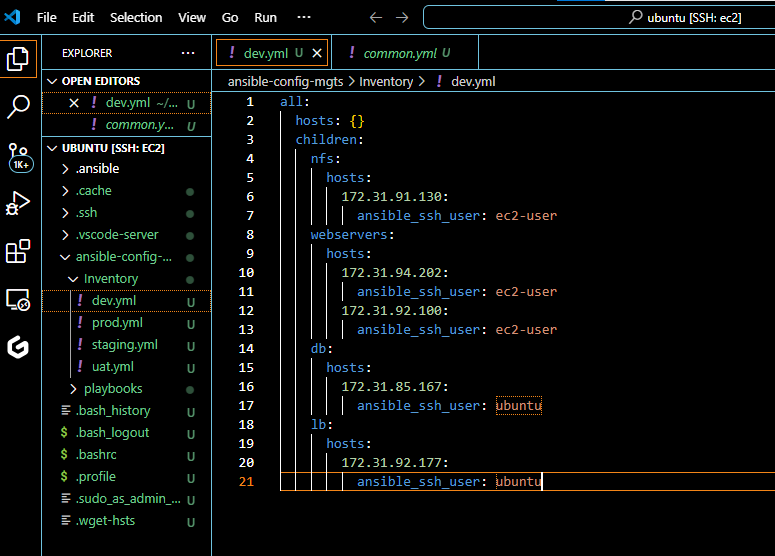 File Edit Selection View Go Run ··· ubuntu [SSH: ec2]
EXPLORER ···
! dev.yml U
! common.yml U
OPEN EDITORS
! dev.yml ~/... U
! common.y... U
UBUNTU [SSH: EC2]
.ansible
.cache
.ssh
.vscode-server
ansible-config-...
Inventory
! dev.yml U
! prod.yml U
! staging.yml U
! uat.yml U
playbooks
.bash_history U
$ .bash_logout U
$ .bashrc U
$ .profile U
.sudo_as_admin_... U
.wget-hsts U
1K+
ansible-config-mgts > Inventory > ! dev.yml
1 all:
2 hosts: {}
3 children:
4 nfs:
5 hosts:
6 172.31.91.130:
7 ansible_ssh_user: ec2-user
8 webservers:
9 hosts:
10 172.31.94.202:
11 ansible_ssh_user: ec2-user
12 172.31.92.100:
13 ansible_ssh_user: ec2-user
14 db:
15 hosts:
16 172.31.85.167:
17 ansible_ssh_user: ubuntu
18 lb:
19 hosts:
20 172.31.92.177:
21 ansible_ssh_user: ubuntu